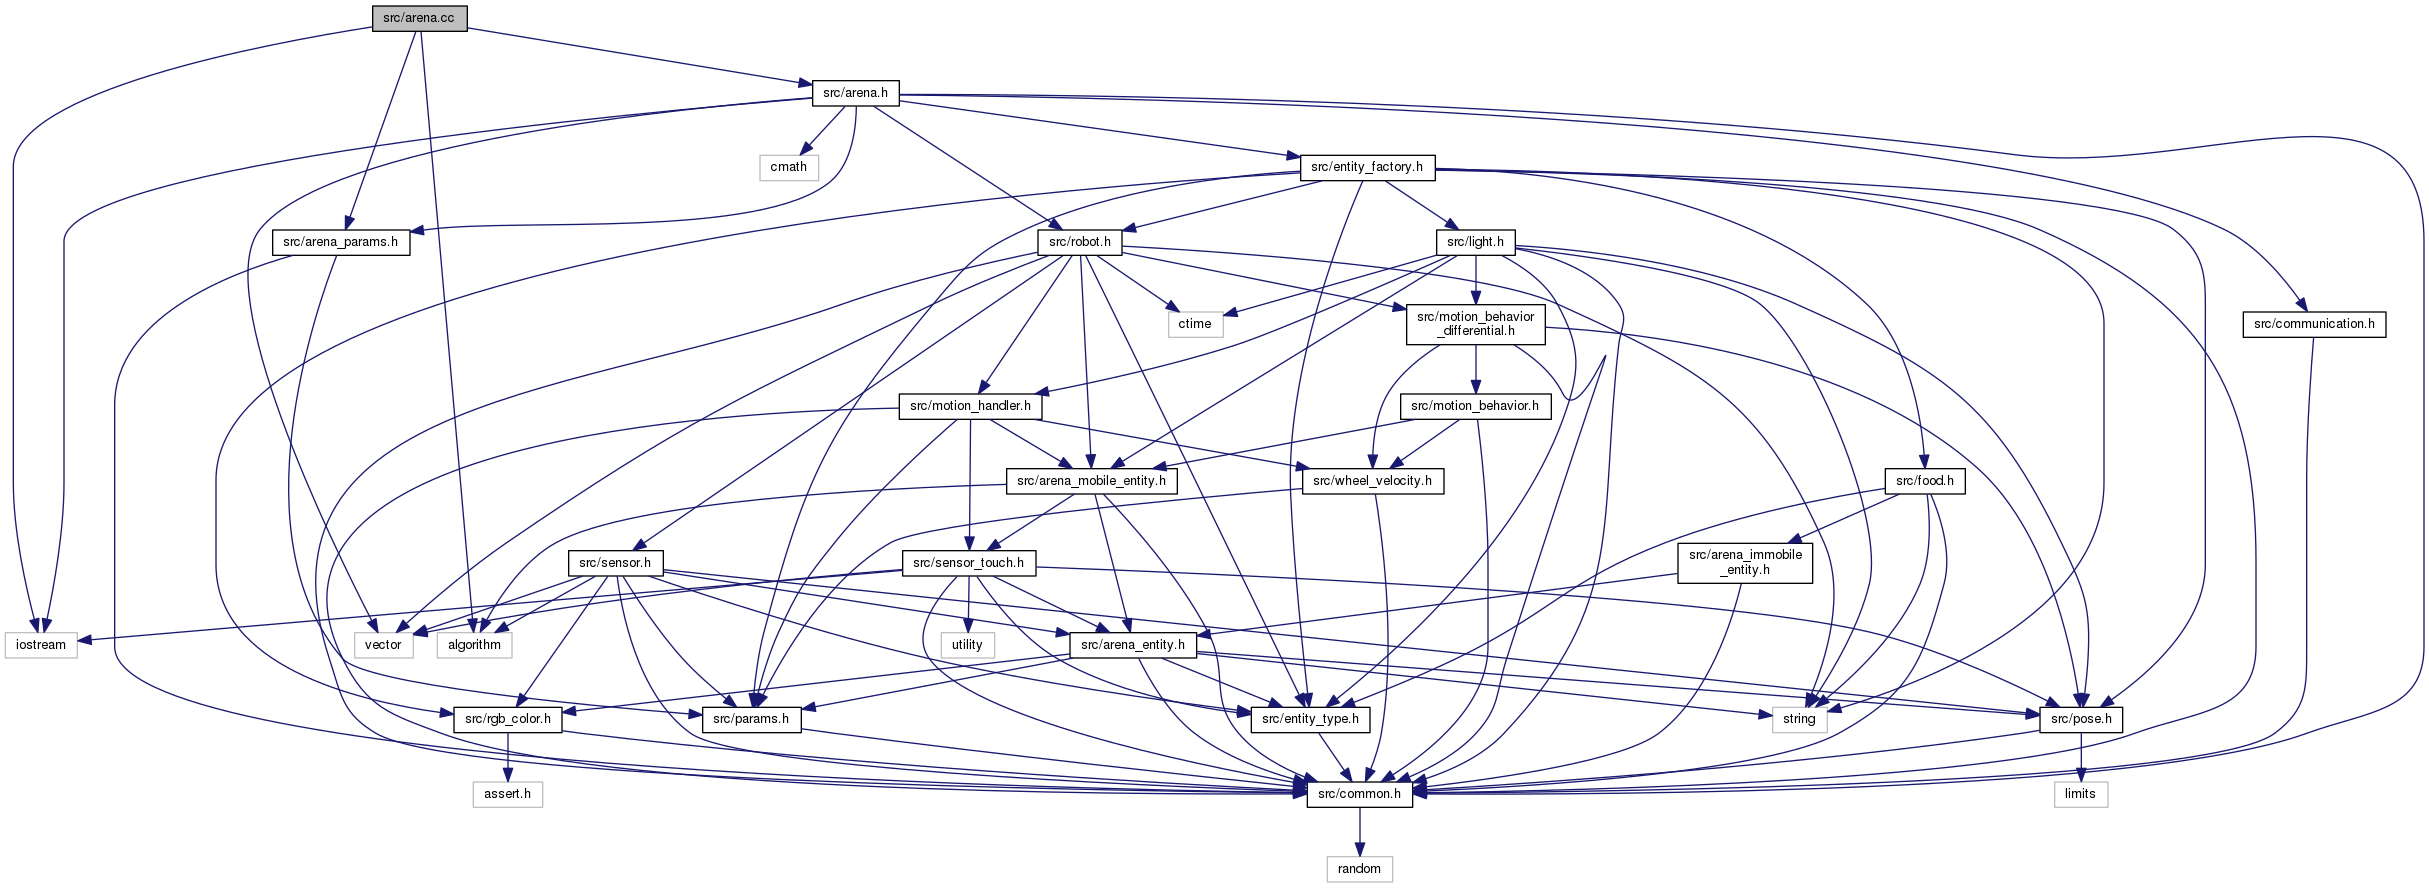 src/arena.cc
src/arena.h
cmath
src/entity_factory.h
src/arena_params.h
src/robot.h
src/light.h
ctime
src/motion_behavior
_differential.h
src/communication.h
src/motion_handler.h
src/motion_behavior.h
src/arena_mobile_entity.h
src/wheel_velocity.h
src/food.h
src/sensor.h
src/sensor_touch.h
src/arena_immobile
_entity.h
iostream
vector
algorithm
utility
src/arena_entity.h
src/rgb_color.h
src/params.h
src/entity_type.h
string
src/pose.h
assert.h
src/common.h
limits
random